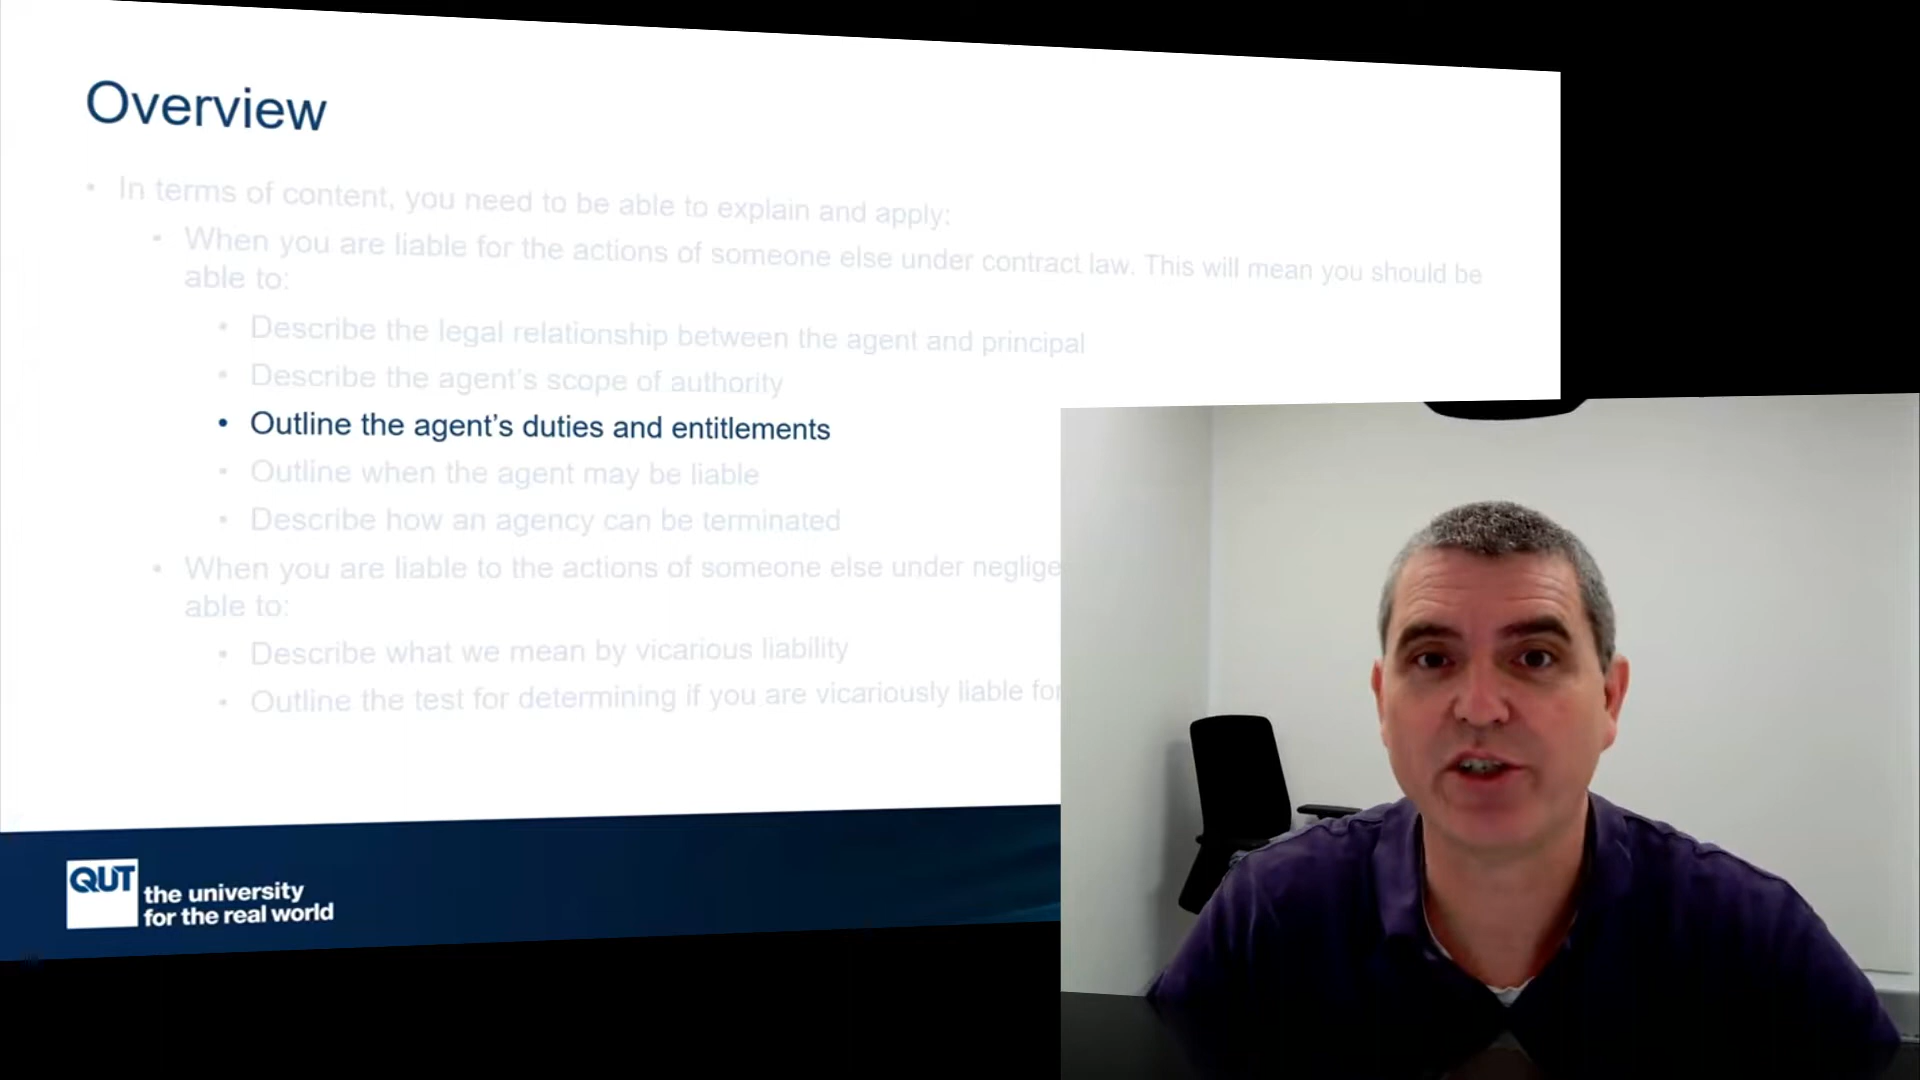 Overview
• In terms of content, you need to be able to explain and apply:
• When you are liable for the actions of someone else under contract law. This will mean you should be
able to:
• Describe the legal relationship between the agent and principal
• Describe the agent's scope of authority
• Outline the agent's duties and entitlements
• Outline when the agent may be liable
• Describe how an agency can be terminated
• When you are liable to the actions of someone else under neglige
able to:
• Describe what we mean by vicarious liability
• Outline the test for determining if you are vicariously liable for
QUT
the university
for the real world